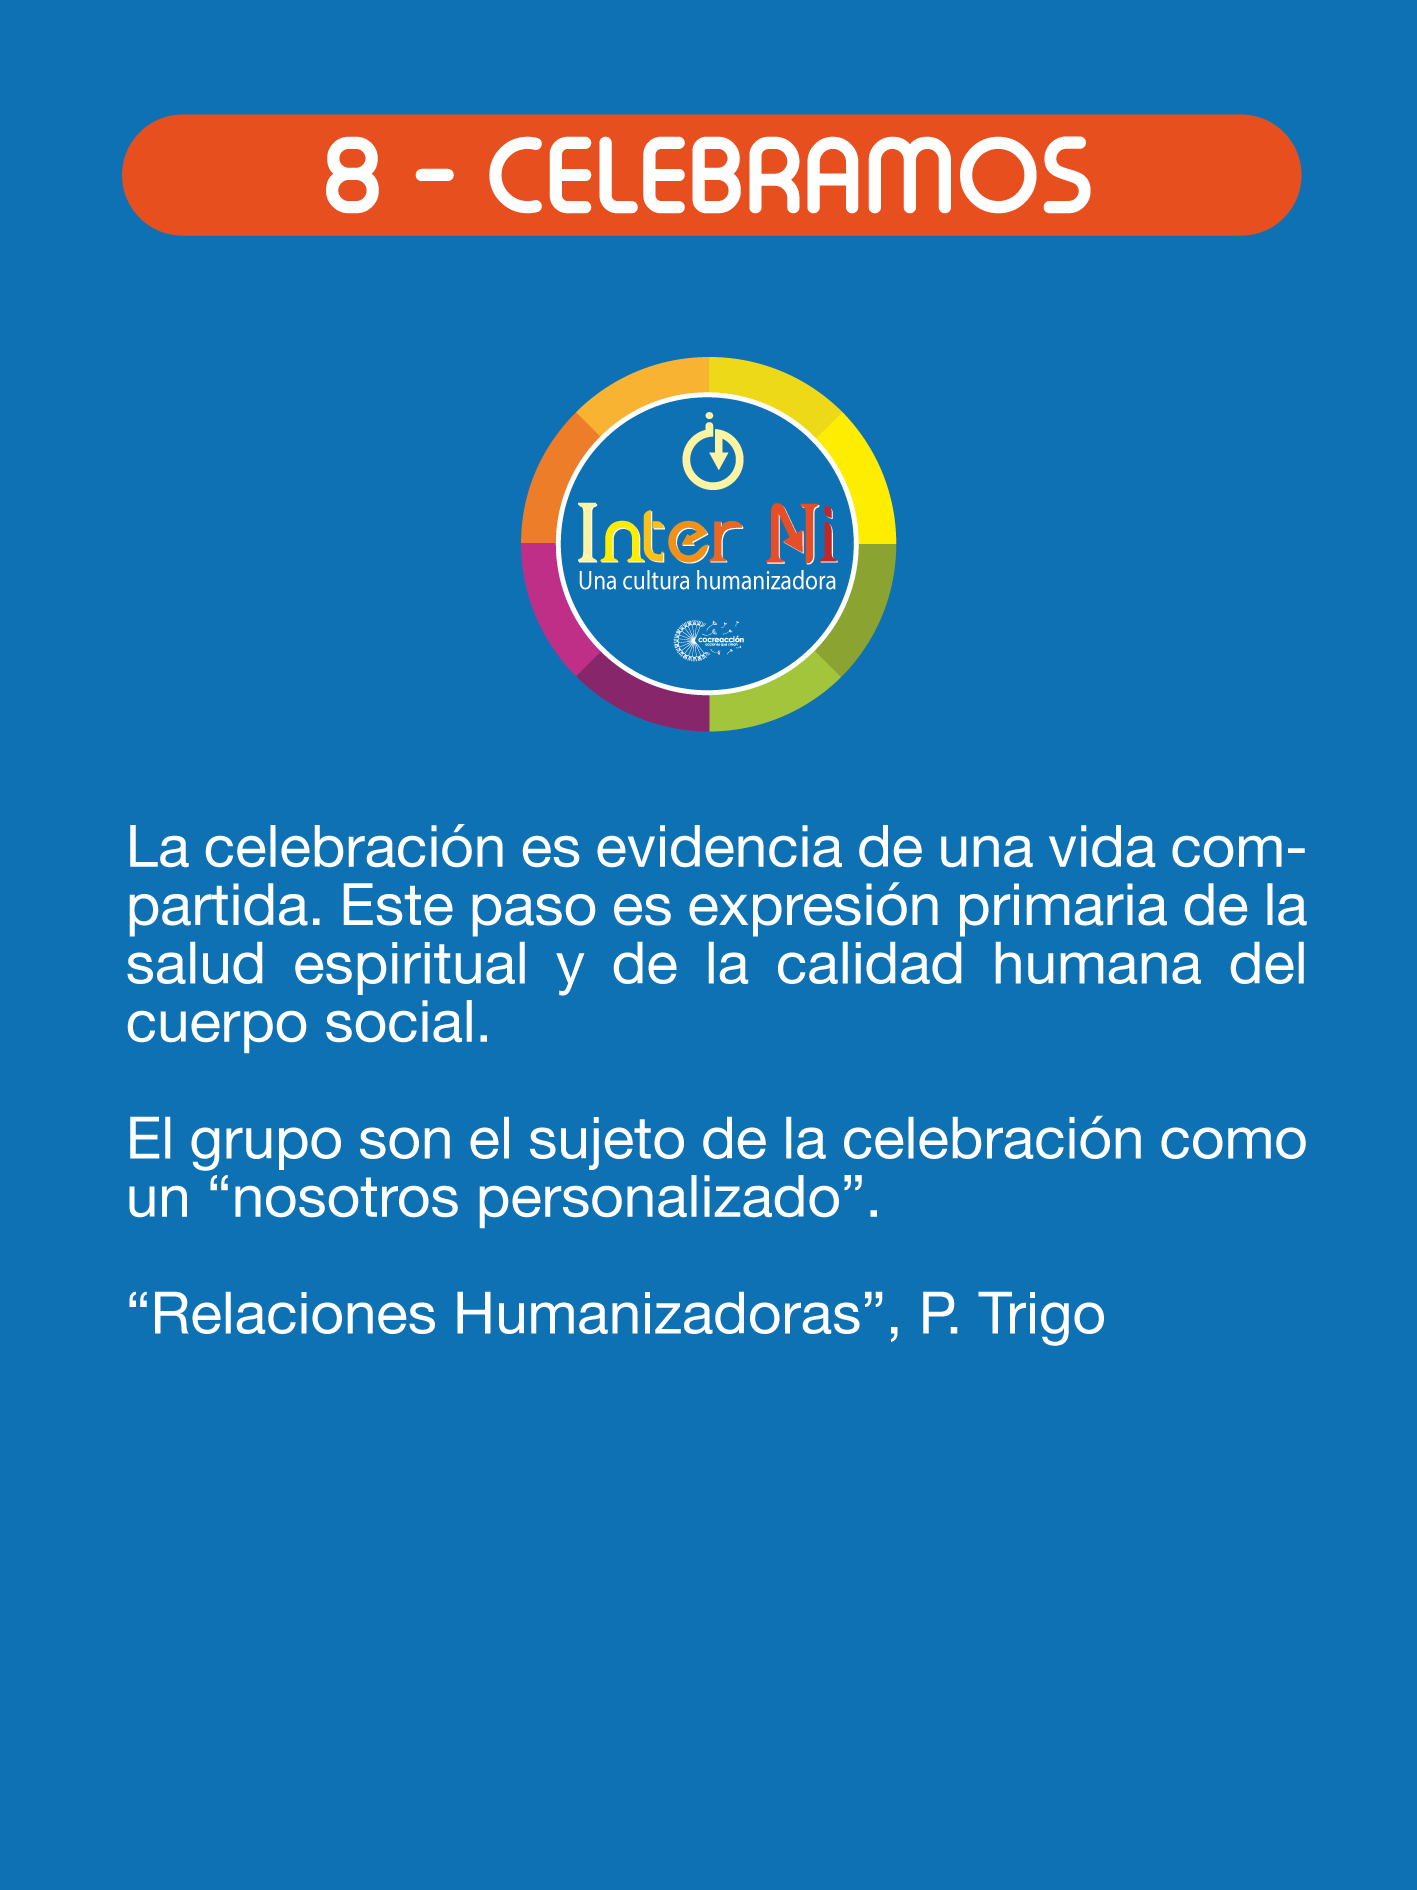 8 - CELEBRAMOS
Inter Ni
Una cultura humanizadora
cocreacción
La celebración es evidencia de una vida com-
partida. Este paso es expresión primaria de la
salud espiritual y de la calidad humana del
cuerpo social.
El grupo son el sujeto de la celebración como
un “nosotros personalizado”.
“Relaciones Humanizadoras”, P. Trigo